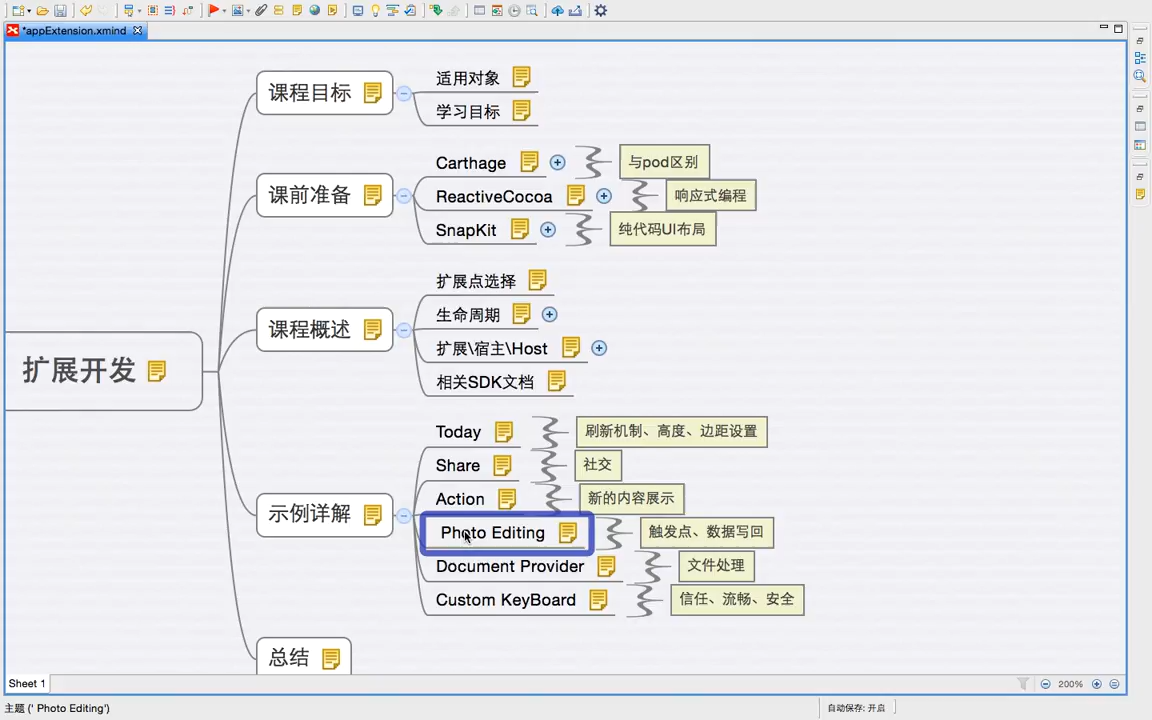 *appExtension.xmind
课程目标
适用对象
学习目标
课前准备
Carthage
与pod区别
ReactiveCocoa
响应式编程
SnapKit
纯代码UI布局
扩展开发
课程概述
扩展点选择
生命周期
扩展\宿主\Host
相关SDK文档
示例详解
Today
刷新机制、高度、边距设置
Share
社交
Action
新的内容展示
Photo Editing
触发点、数据写回
Document Provider
文件处理
Custom KeyBoard
信任、流畅、安全
总结
Sheet 1
200%
主题 (' Photo Editing')
自动保存: 开启